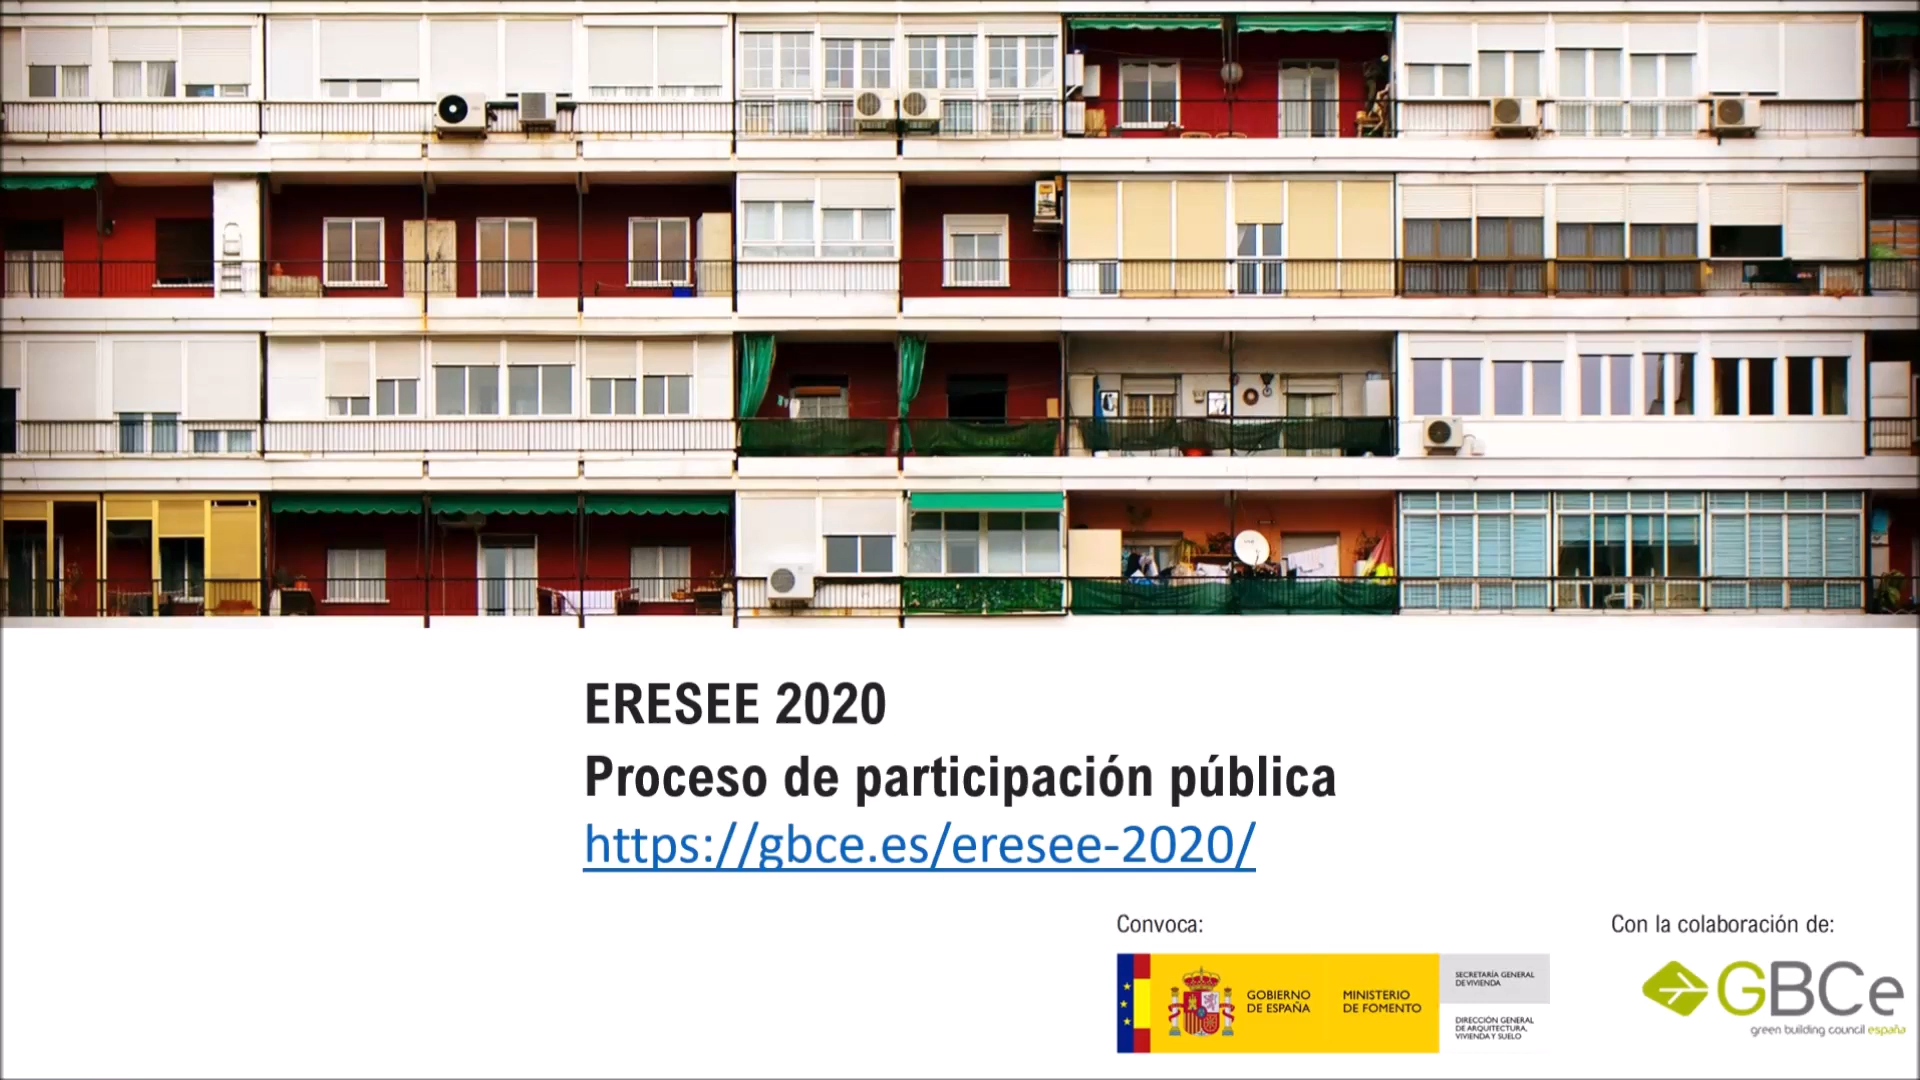 ERESEE 2020
Proceso de participación pública
https://gbce.es/eresee-2020/
Convoca:
Con la colaboración de:
GOBIERNO
DE ESPAÑA
MINISTERIO
DE FOMENTO
SECRETARÍA GENERAL
DE VIVIENDA
DIRECCIÓN GENERAL
DE ARQUITECTURA,
VIVIENDA Y SUELO
GBCe
green building council españa